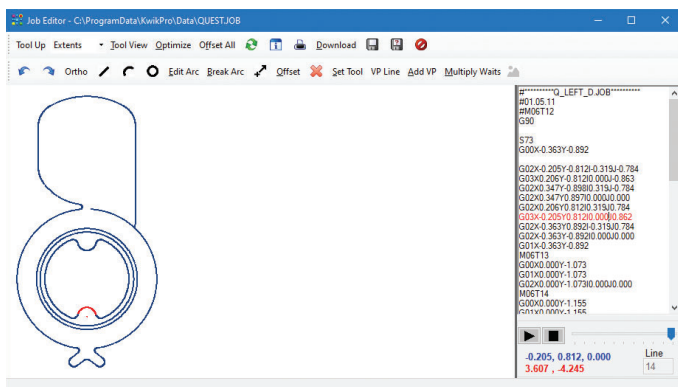 Job Editor - C:\ProgramData\KwikPro\Data\QUEST.JOB
Tool Up Extents Tool View Optimize Offset All Download
Ortho Edit Arc Break Arc Offset Set Tool VP Line Add VP Multiply Waits
#**********Q_LEFT_D.JOB**********
#01.05.11
#M06T12
G90
S73
G00X-0.363Y-0.892
G02X-0.205Y-0.812I-0.319J-0.784
G03X0.206Y-0.812I0.000J-0.863
G02X0.347Y-0.898I0.319J-0.784
G02X0.347Y0.897I0.000J0.000
G02X0.206Y0.812I0.319J0.784
G03X-0.205Y0.812I0.000J0.862
G02X-0.363Y0.892I-0.319J0.784
G02X-0.363Y-0.892I0.000J0.000
G01X-0.363Y-0.892
M06T13
G00X0.000Y-1.073
G01X0.000Y-1.073
G02X0.000Y-1.073I0.000J0.000
M06T14
G00X0.000Y-1.155
G01X0.000Y-1.155
-0.205, 0.812, 0.000 Line
3.607 , -4.245 14